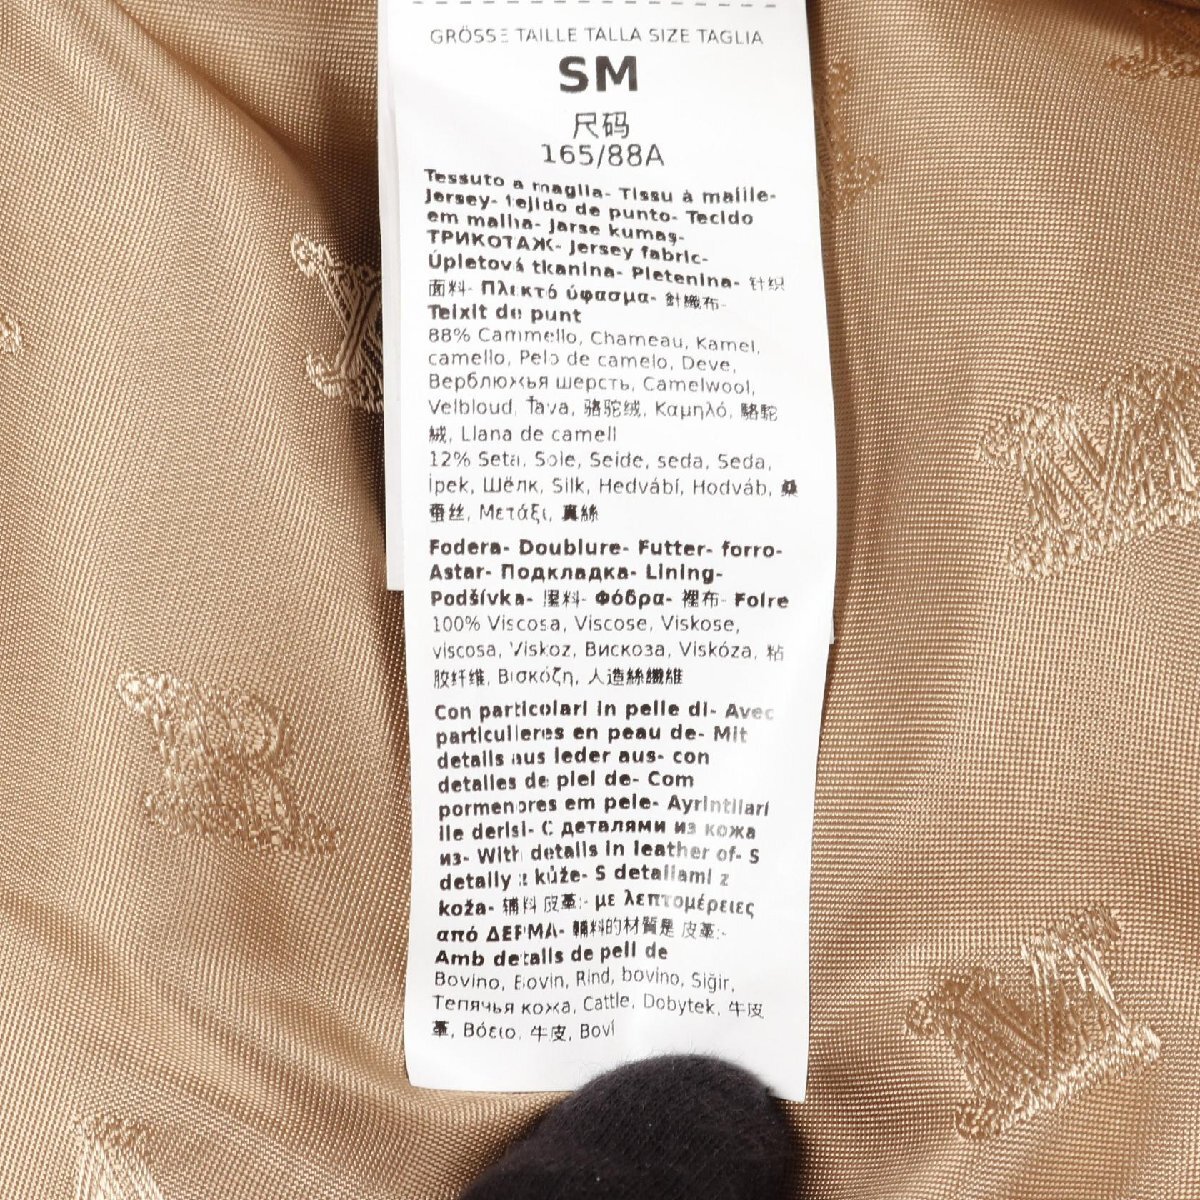 GRÖSSE TAILLE TALLA SIZE TAGLIA
SM
尺码
165/88A
Tessuto a maglia- Tissu à maille-
Jersey- tejido de punto- Tecido
em malha- Jarse kumaş-
ТРИКОТАЖ- Jersey fabric-
Úpletová tkanina- Pletenina- 针织
面料- Πλεκτό ύφασμα- 針織布-
Teixit de punt
88% Cammello, Chameau, Kamel,
camello, Pelo de camelo, Deve,
Верблюжья шерсть, Camelwool,
Velbloud, Ťava, 骆驼绒, Καμηλό, 駱駝
絨, Llana de camell
12% Seta, Soie, Seide, seda, Seda,
İpek, Шёлк, Silk, Hedvábí, Hodváb, 桑
蚕丝, Μετάξι, 真絲
Fodera- Doublure- Futter- forro-
Astar- Подкладка- Lining-
Podšívka- 里料- Φόδρα- 裡布- Folre
100% Viscosa, Viscose, Viskose,
viscosa, Viskoz, Вискоза, Viskóza, 粘
胶纤维, Βισκόζη, 人造絲纖維
Con particolari in pelle di- Avec
particulieres en peau de- Mit
details aus leder aus- con
detalles de piel de- Com
pormenores em pele- Ayrintilari
ile derisi- С деталями из кожа
из- With details in leather of- S
detaily z kůže- S detailami z
koža- 辅料 皮革:- με λεπτομέρειες
από ΔΕΡΜΑ- 輔料的材質是 皮革:-
Amb detalls de pell de
Bovino, Bovin, Rind, bovino, Siğir,
Телячья кожа, Cattle, Dobytek, 牛皮
革, Βόειο, 牛皮, Boví